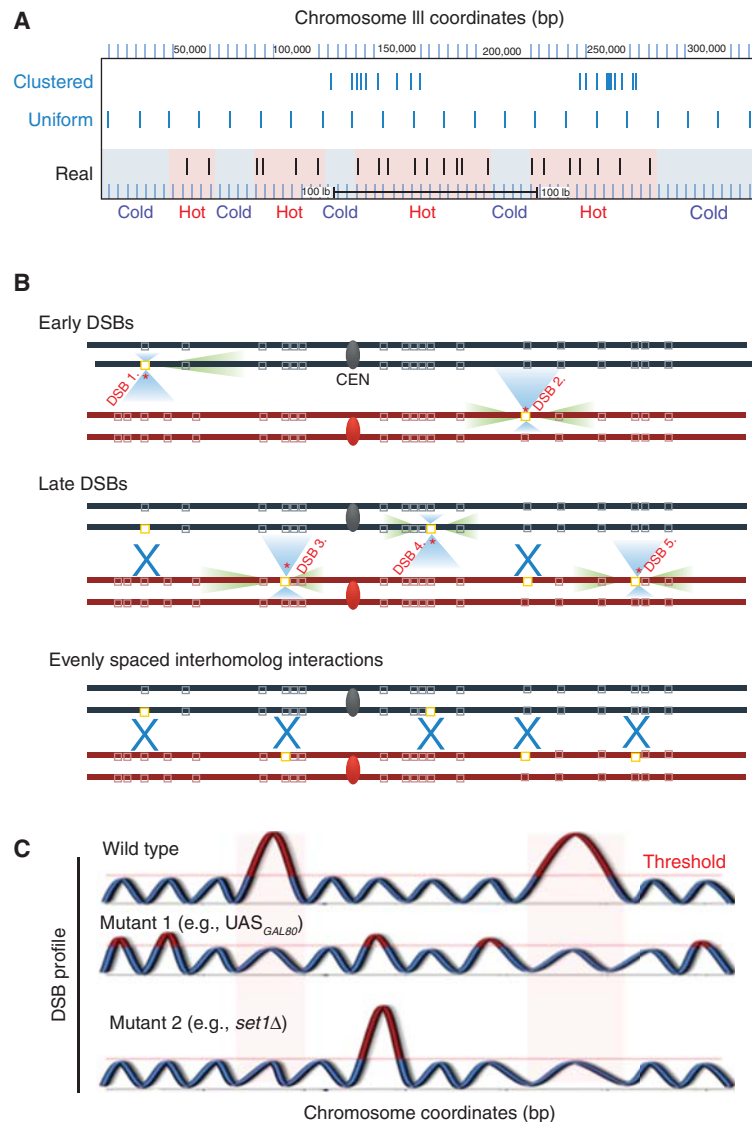 A
Chromosome III coordinates (bp)
50,000 100,000 150,000 200,000 250,000 300,000
Clustered
Uniform
Real
100 lb 100 lb
Cold Hot Cold Hot Cold Hot Cold Hot Cold
B
Early DSBs
DSB 1.
CEN
DSB 2.
Late DSBs
DSB 3.
DSB 4.
DSB 5.
Evenly spaced interhomolog interactions
C
Wild type
Threshold
Mutant 1 (e.g., UAS GAL80)
Mutant 2 (e.g., set1Δ)
DSB profile
Chromosome coordinates (bp)